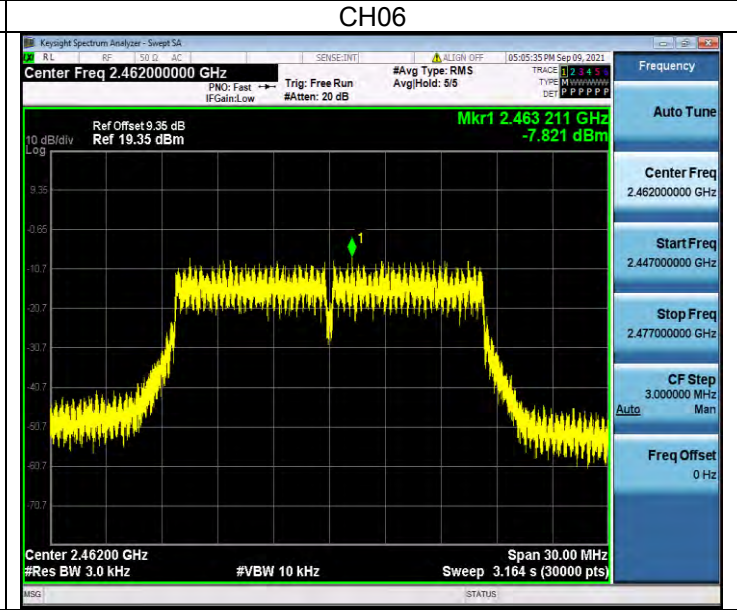 CH06
Keysight Spectrum Analyzer - Swept SA
RL RF 50 Ω AC SENSE:INT ALIGN OFF 05:05:35 PM Sep 09, 2021
Center Freq 2.462000000 GHz
PNO: Fast
IFGain:Low
Trig: Free Run
#Atten: 20 dB
#Avg Type: RMS
Avg|Hold: 5/5
TRACE 1 2 3 4 5 6
TYPE M WWWWW
DET P P P P P P
Frequency
Auto Tune
Center Freq
2.462000000 GHz
Start Freq
2.447000000 GHz
Stop Freq
2.477000000 GHz
CF Step
3.000000 MHz
Auto Man
Freq Offset
0 Hz
Mkr1 2.463 211 GHz
-7.821 dBm
Ref Offset 9.35 dB
10 dB/div Ref 19.35 dBm
Log
9.35
-0.65
-10.7
-20.7
-30.7
-40.7
-50.7
-60.7
-70.7
1
Center 2.46200 GHz Span 30.00 MHz
#Res BW 3.0 kHz #VBW 10 kHz Sweep 3.164 s (30000 pts)
MSG STATUS